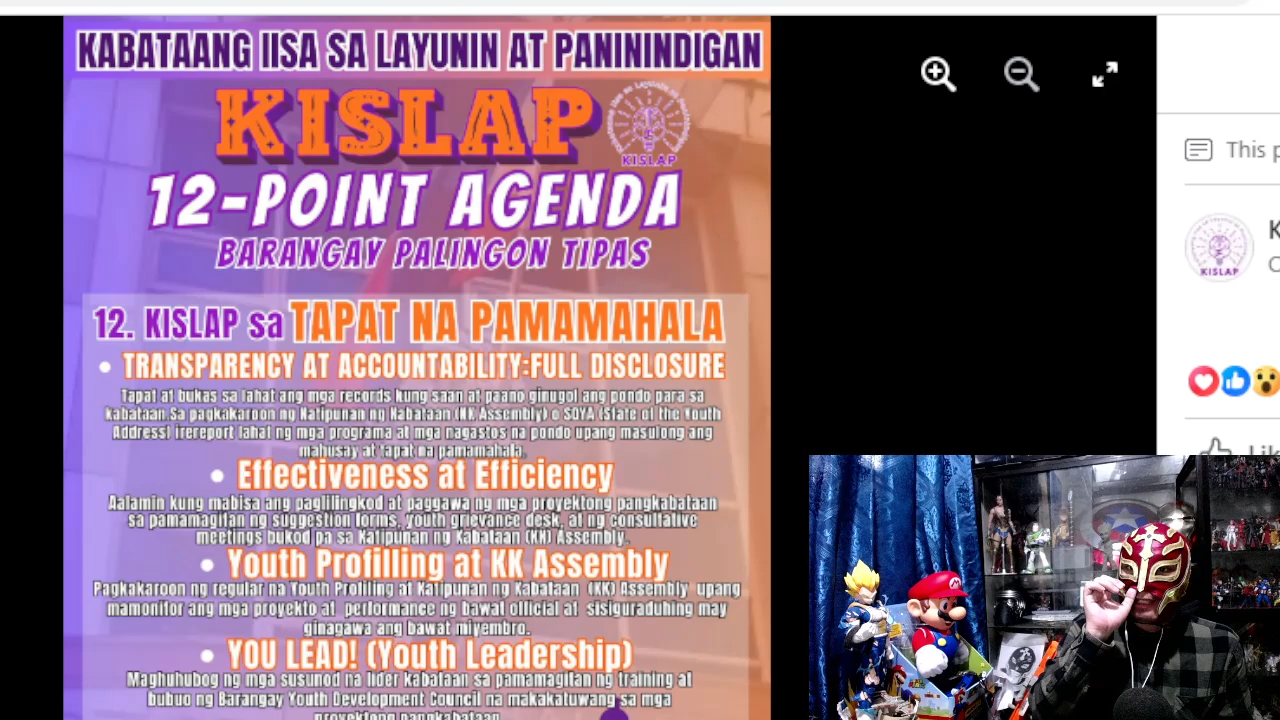 KABATAANG IISA SA LAYUNIN AT PANININDIGAN
KISLAP
KISLAP
12-POINT AGENDA
BARANGAY PALINGON TIPAS
12. KISLAP sa TAPAT NA PAMAMAHALA
• TRANSPARENCY AT ACCOUNTABILITY:FULL DISCLOSURE
Tapat at bukas sa lahat ang mga records kung saan at paano ginugol ang pondo para sa
kabataan.Sa pagkakaroon ng Katipunan ng Kabataan (KK Assembly) o SOYA (State of the Youth
Address) irereport lahat ng mga programa at mga nagastos na pondo upang masulong ang
mahusay at tapat na pamamahala.
• Effectiveness at Efficiency
Aalamin kung mabisa ang paglilingkod at paggawa ng mga proyektong pangkabataan
sa pamamagitan ng suggestion forms, youth grievance desk, at ng consultative
meetings bukod pa sa Katipunan ng Kabataan (KK) Assembly.
• Youth Profilling at KK Assembly
Pagkakaroon ng regular na Youth Profiling at Katipunan ng Kabataan (KK) Assembly upang
mamonitor ang mga proyekto at performance ng bawat official at sisiguraduhing may
ginagawa ang bawat miyembro.
• YOU LEAD! (Youth Leadership)
Maghuhubog ng mga susunod na lider kabataan sa pamamagitan ng training at
bubuo ng Barangay Youth Development Council na makakatuwang sa mga
proyektong pangkabataan.
This p
KISLAP
K
Lik